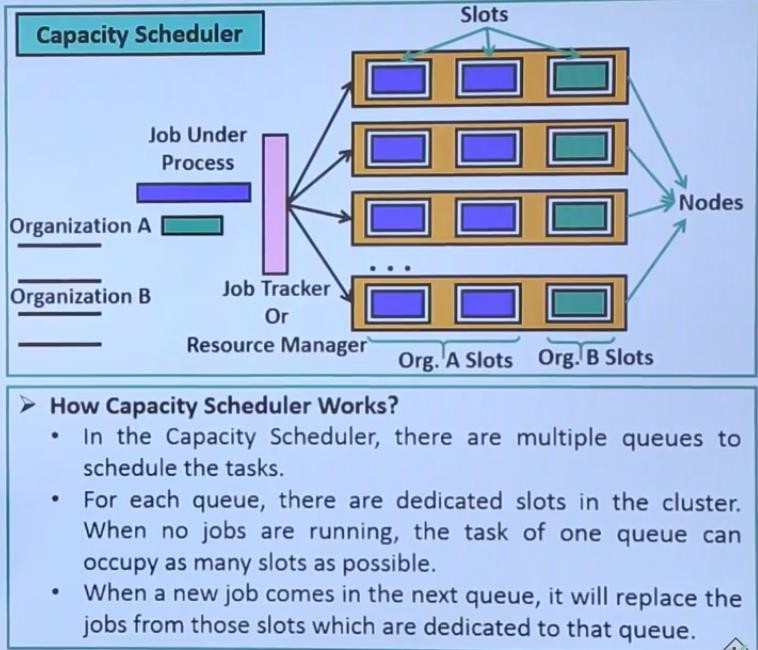 Capacity Scheduler
Slots
Job Under
Process
Organization A
Organization B
Job Tracker
Or
Resource Manager
Nodes
...
Org. A Slots
Org. B Slots
➤ How Capacity Scheduler Works?
• In the Capacity Scheduler, there are multiple queues to
schedule the tasks.
• For each queue, there are dedicated slots in the cluster.
When no jobs are running, the task of one queue can
occupy as many slots as possible.
• When a new job comes in the next queue, it will replace the
jobs from those slots which are dedicated to that queue.